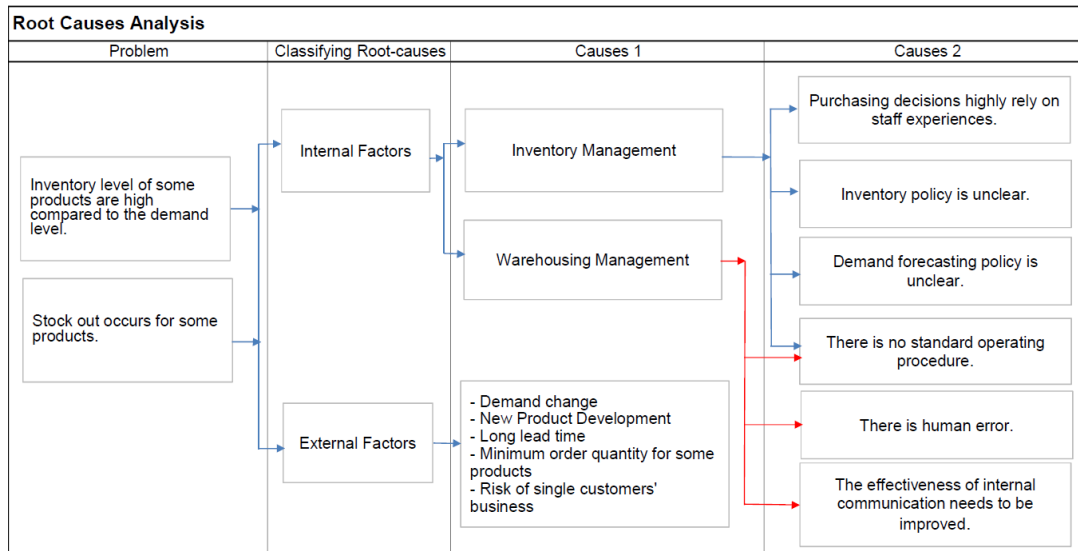 Root Causes Analysis
Problem
Classifying Root-causes
Causes 1
Causes 2
Inventory level of some
products are high
compared to the demand
level.
Stock out occurs for some
products.
Internal Factors
External Factors
Inventory Management
Warehousing Management
- Demand change
- New Product Development
- Long lead time
- Minimum order quantity for some
products
- Risk of single customers'
business
Purchasing decisions highly rely on
staff experiences.
Inventory policy is unclear.
Demand forecasting policy is
unclear.
There is no standard operating
procedure.
There is human error.
The effectiveness of internal
communication needs to be
improved.